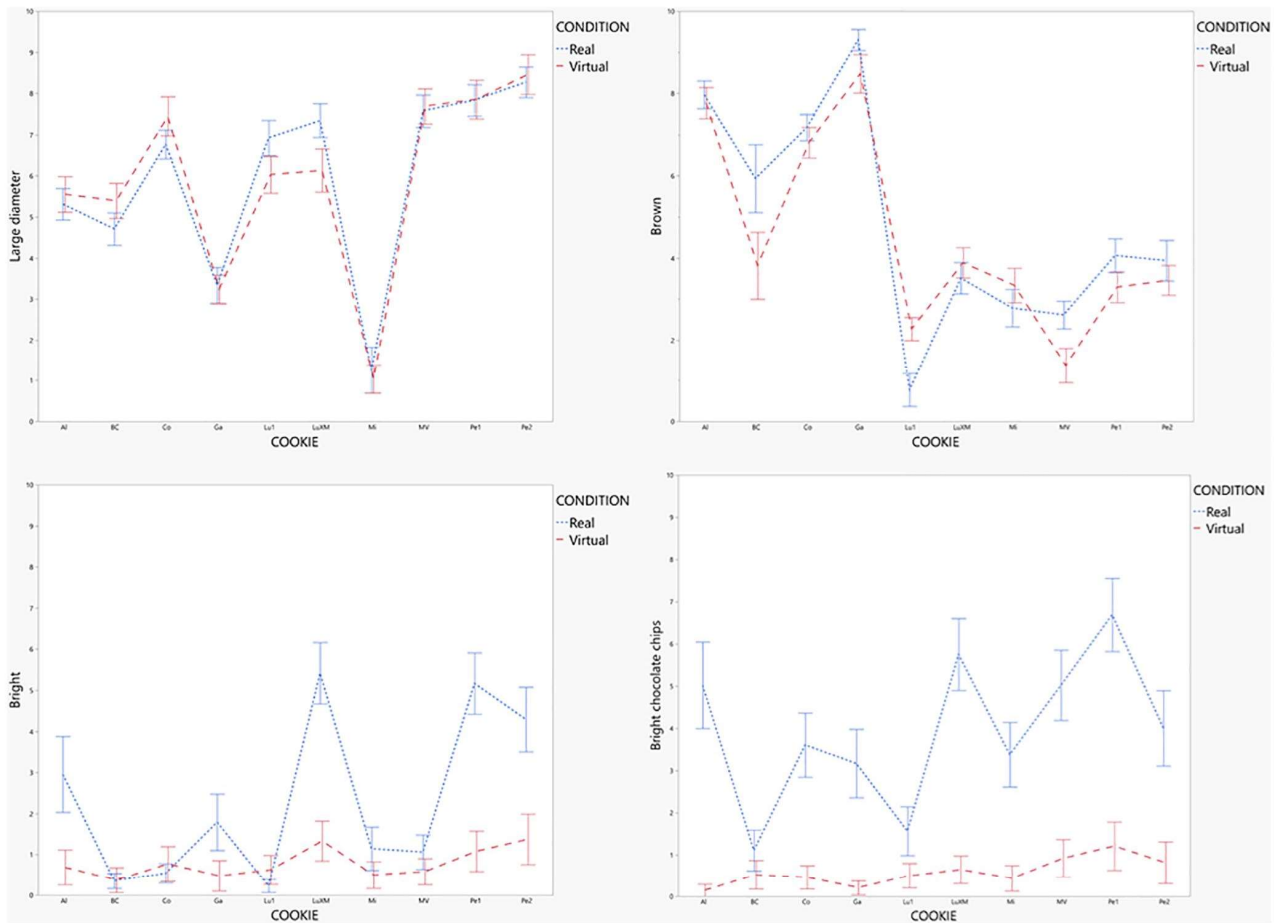 10
9
8
7
6
5
4
3
2
1
0
Large diameter
Al BC Co Ga Lu1 LuXM Mi MV Pe1 Pe2
COOKIE
CONDITION
Real
Virtual
10
8
6
4
2
0
Brown
Al BC Co Ga Lu1 LuXM Mi MV Pe1 Pe2
COOKIE
CONDITION
Real
Virtual
10
9
8
7
6
5
4
3
2
1
0
Bright
Al BC Co Ga Lu1 LuXM Mi MV Pe1 Pe2
COOKIE
CONDITION
Real
Virtual
10
9
8
7
6
5
4
3
2
1
0
Bright chocolate chips
Al BC Co Ga Lu1 LuXM Mi MV Pe1 Pe2
COOKIE
CONDITION
Real
Virtual